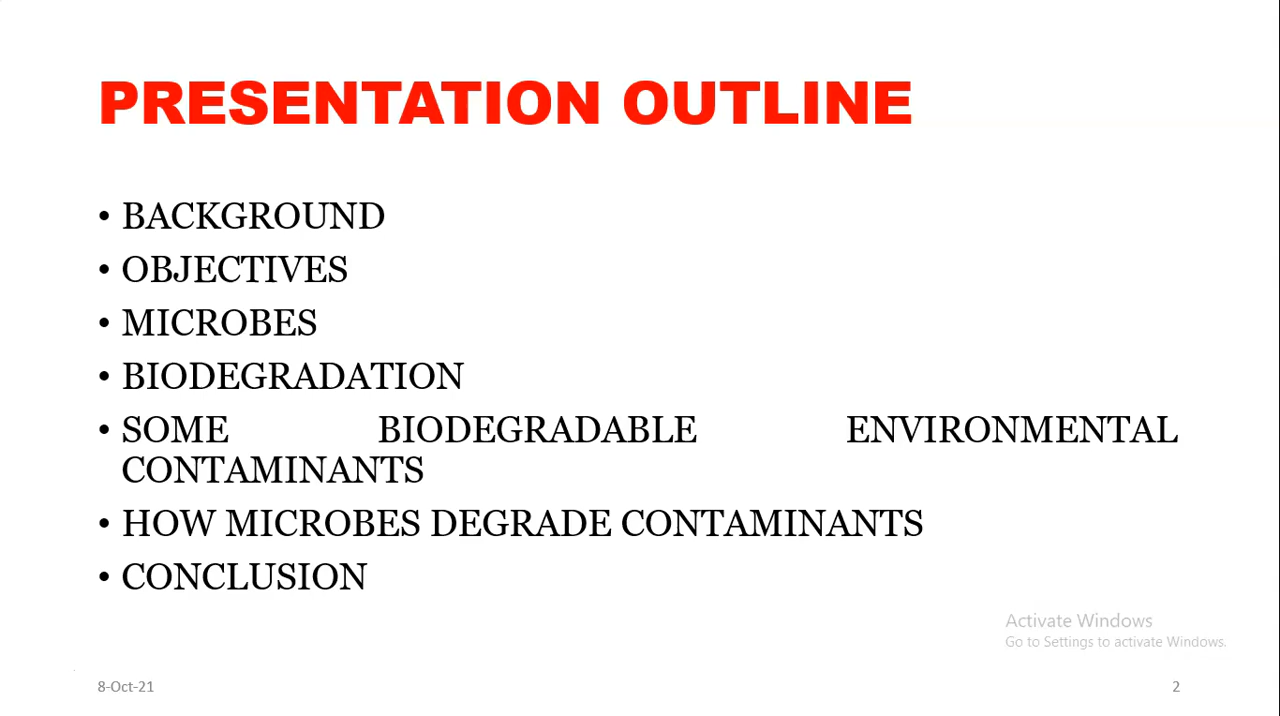 PRESENTATION OUTLINE
• BACKGROUND
• OBJECTIVES
• MICROBES
• BIODEGRADATION
• SOME BIODEGRADABLE ENVIRONMENTAL
CONTAMINANTS
• HOW MICROBES DEGRADE CONTAMINANTS
• CONCLUSION
Activate Windows
Go to Settings to activate Windows.
8-Oct-21
2